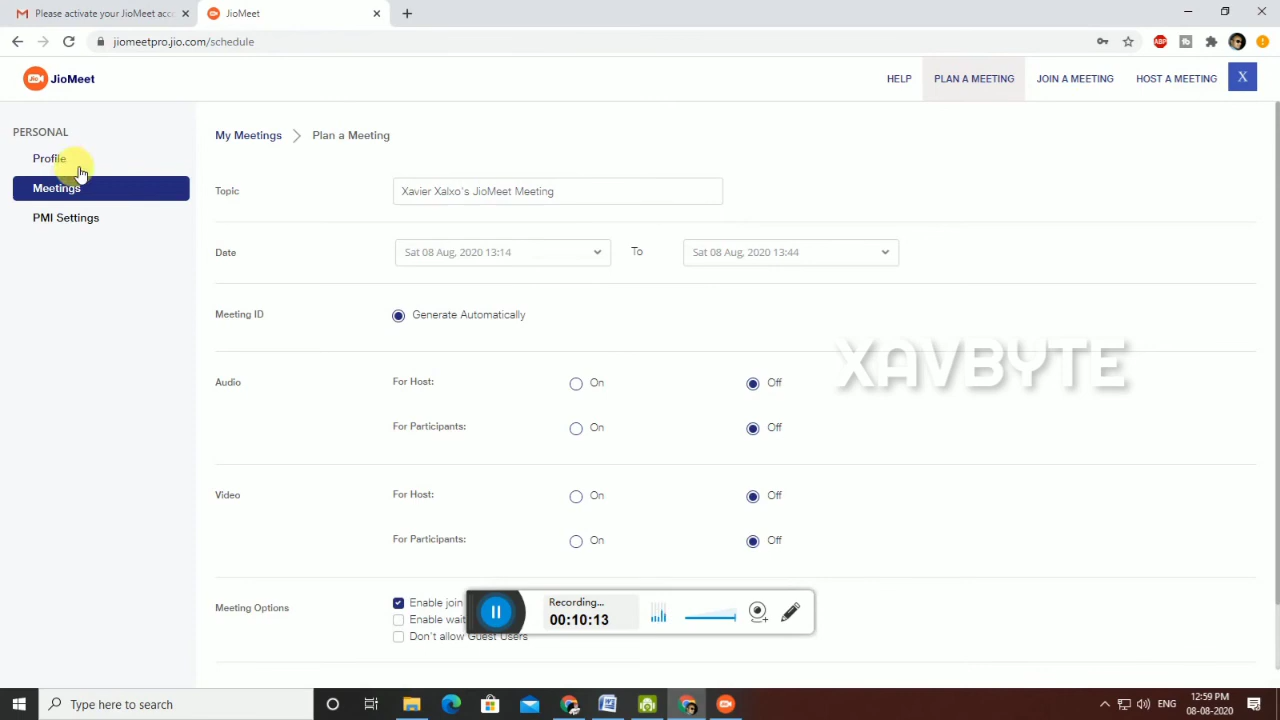 Please activate your JioMeet acc
JioMeet
jiomeetpro.jio.com/schedule
ABP
Jio JioMeet
HELP
PLAN A MEETING
JOIN A MEETING
HOST A MEETING
X
PERSONAL
Profile
Meetings
PMI Settings
My Meetings
Plan a Meeting
Topic
Xavier Xalxo's JioMeet Meeting
Date
Sat 08 Aug, 2020 13:14
To
Sat 08 Aug, 2020 13:44
Meeting ID
Generate Automatically
XAVBYTE
Audio
For Host:
On
Off
For Participants:
On
Off
Video
For Host:
On
Off
For Participants:
On
Off
Meeting Options
Enable join
Enable wait
Don't allow Guest Users
Recording...
00:10:13
Type here to search
ENG
12:59 PM
08-08-2020